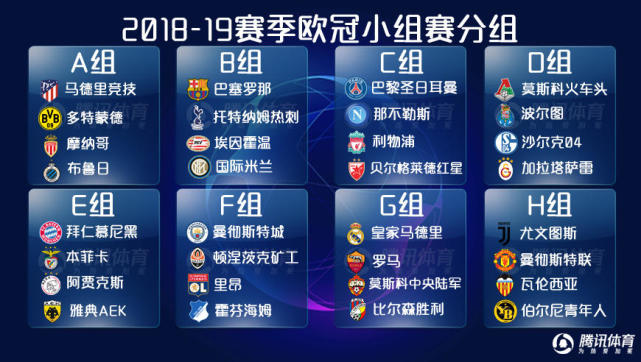 2018-19赛季欧冠小组赛分组
A组
马德里竞技
多特蒙德
摩纳哥
布鲁日
B组
巴塞罗那
托特纳姆热刺
埃因霍温
国际米兰
C组
巴黎圣日耳曼
那不勒斯
利物浦
贝尔格莱德红星
D组
莫斯科火车头
波尔图
沙尔克04
加拉塔萨雷
E组
拜仁慕尼黑
本菲卡
阿贾克斯
雅典AEK
F组
曼彻斯特城
顿涅茨克矿工
里昂
霍芬海姆
G组
皇家马德里
罗马
莫斯科中央陆军
比尔森胜利
H组
尤文图斯
曼彻斯特联
瓦伦西亚
伯尔尼青年人
腾讯体育
为热爱加冕